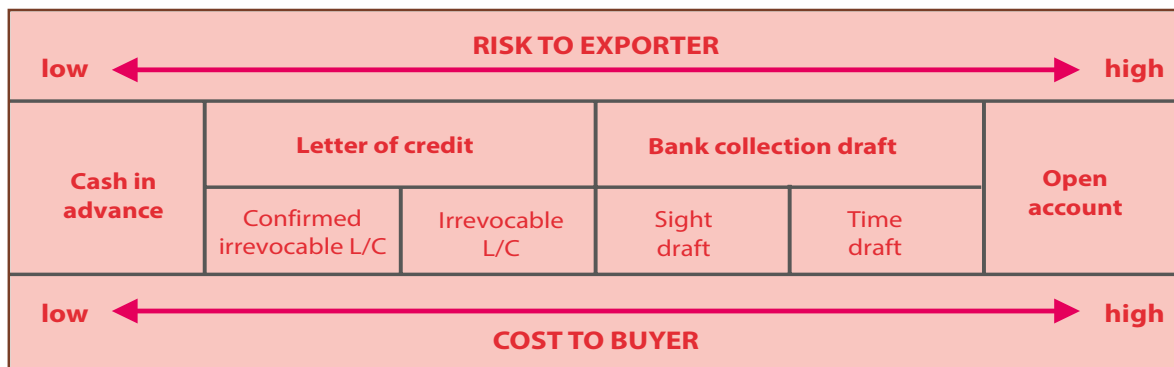 RISK TO EXPORTER
low high
Cash in
advance
Letter of credit
Confirmed
irrevocable L/C
Irrevocable
L/C
Bank collection draft
Sight
draft
Time
draft
Open
account
low high
COST TO BUYER